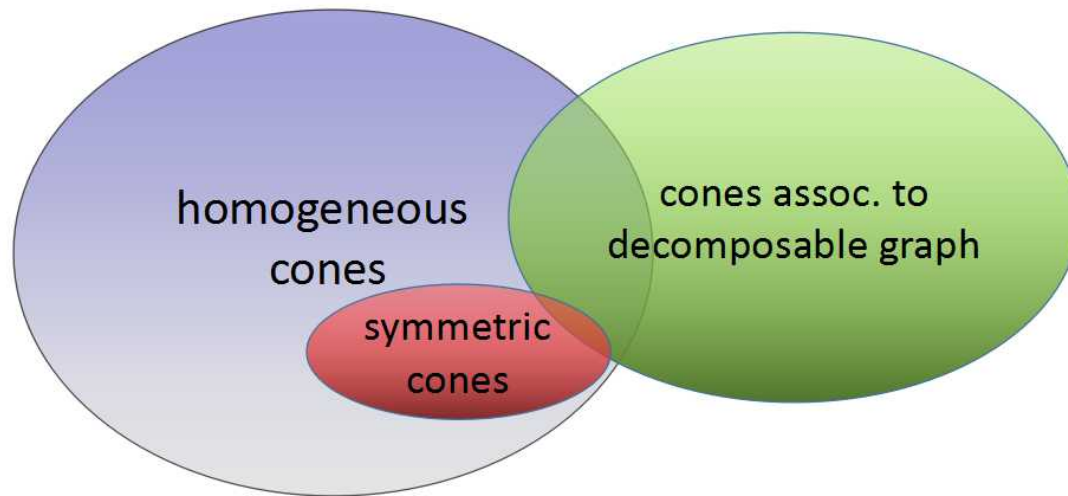 homogeneous
cones
cones assoc. to
decomposable graph
symmetric
cones